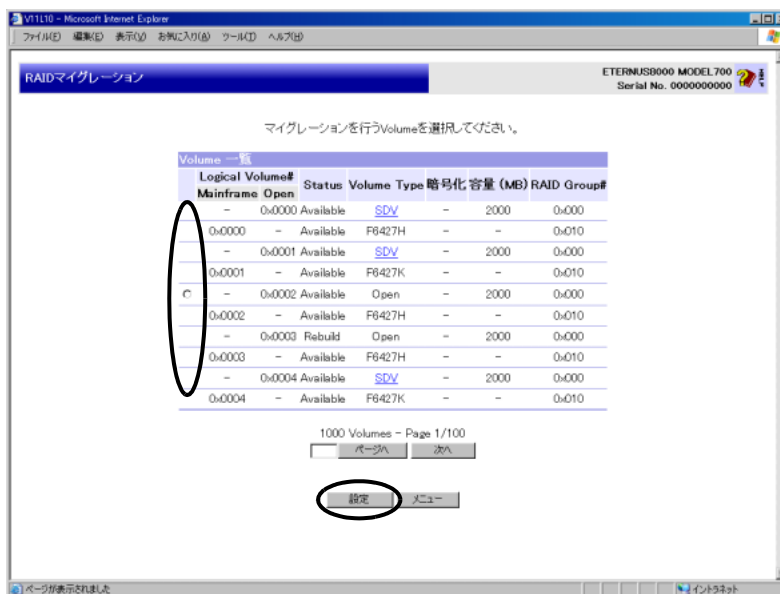 V11L10 - Microsoft Internet Explorer
ファイル(F) 編集(E) 表示(V) お気に入り(A) ツール(T) ヘルプ(H)
RAIDマイグレーション
ETERNUS8000 MODEL700
Serial No. 0000000000
マイグレーションを行うVolumeを選択してください。
Volume 一覧
Logical Volume# Status Volume Type 暗号化 容量 (MB) RAID Group#
Mainframe Open
- 0x0000 Available SDV - 2000 0x000
0x0000 - Available F6427H - - 0x010
- 0x0001 Available SDV - 2000 0x000
0x0001 - Available F6427K - - 0x010
- 0x0002 Available Open - 2000 0x000
0x0002 - Available F6427H - - 0x010
- 0x0003 Rebuild Open - 2000 0x000
0x0003 - Available F6427H - - 0x010
- 0x0004 Available SDV - 2000 0x000
0x0004 - Available F6427K - - 0x010
1000 Volumes - Page 1/100
ページへ 次へ
設定 メニュー
ページが表示されました イントラネット